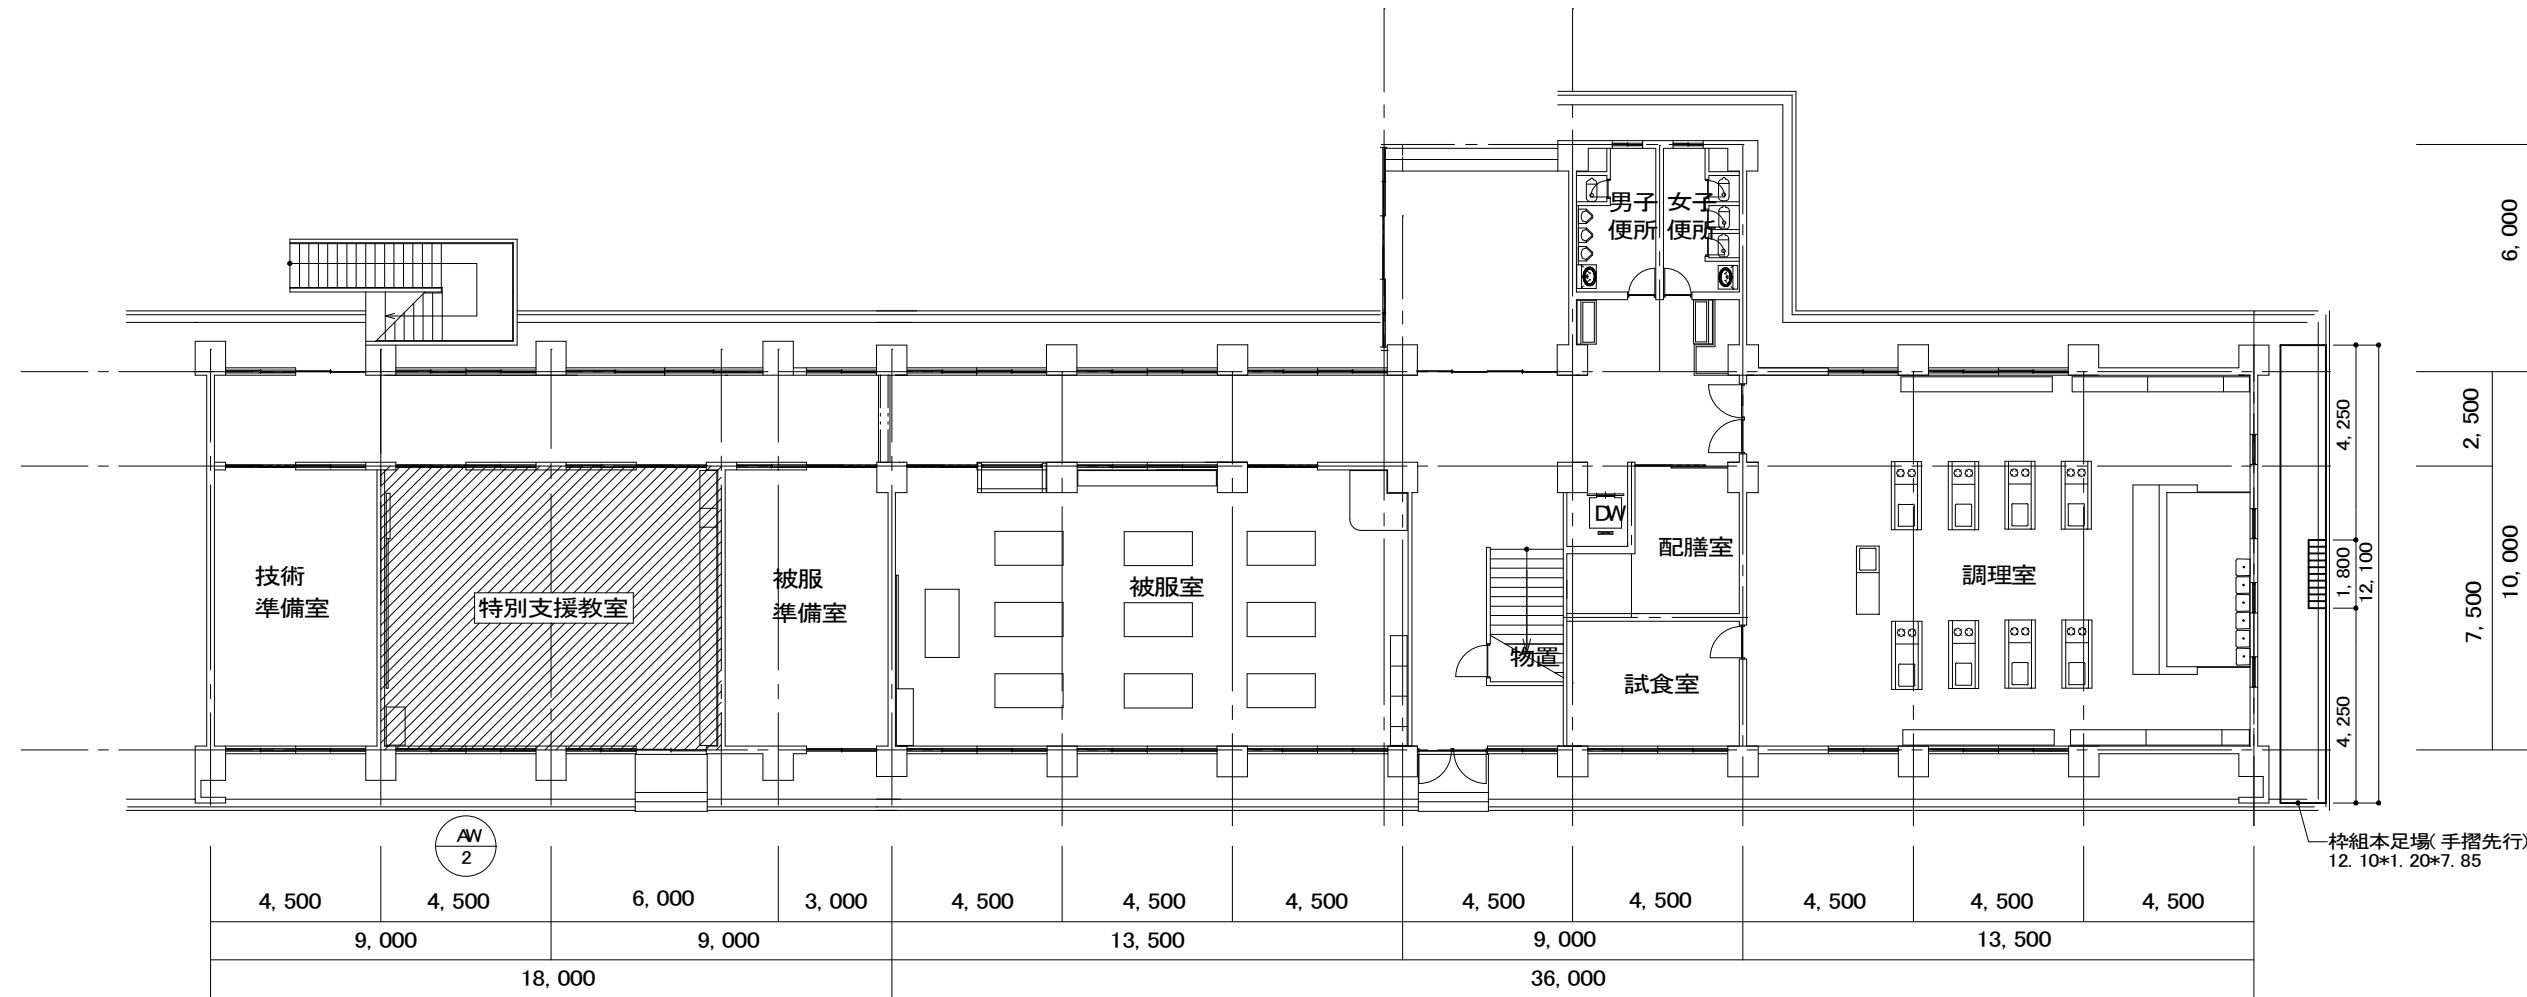 男子
便所
女子
便所
6,000
2,500
7,500
10,000
4,250
1,800
4,250
12,100
技術
準備室
特別支援教室
被服
準備室
被服室
物置
DW
配膳室
試食室
調理室
枠組本足場(手摺先行)
12.10*1.20*7.85
AW
2
4,500
4,500
6,000
3,000
4,500
4,500
4,500
4,500
4,500
4,500
4,500
4,500
9,000
9,000
13,500
9,000
13,500
18,000
36,000